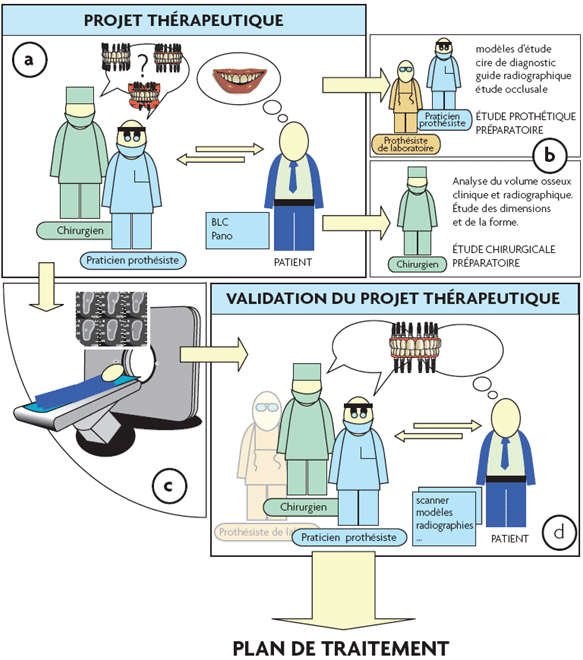 PROJET THÉRAPEUTIQUE
a
?
Chirurgien
Praticien prothésiste
BLC
Pano
PATIENT
modèles d'étude
cire de diagnostic
guide radiographique
étude occlusale
Praticien
prothésiste
Prothésiste
de laboratoire
ÉTUDE PROTHÉTIQUE
PRÉPARATOIRE
b
Analyse du volume osseux
clinique et radiographique.
Étude des dimensions
et de la forme.
ÉTUDE CHIRURGICALE
PRÉPARATOIRE
Chirurgien
c
VALIDATION DU PROJET THÉRAPEUTIQUE
Chirurgien
Prothésiste de la
Praticien prothésiste
scanner
modèles
radiographies
...
PATIENT
d
PLAN DE TRAITEMENT